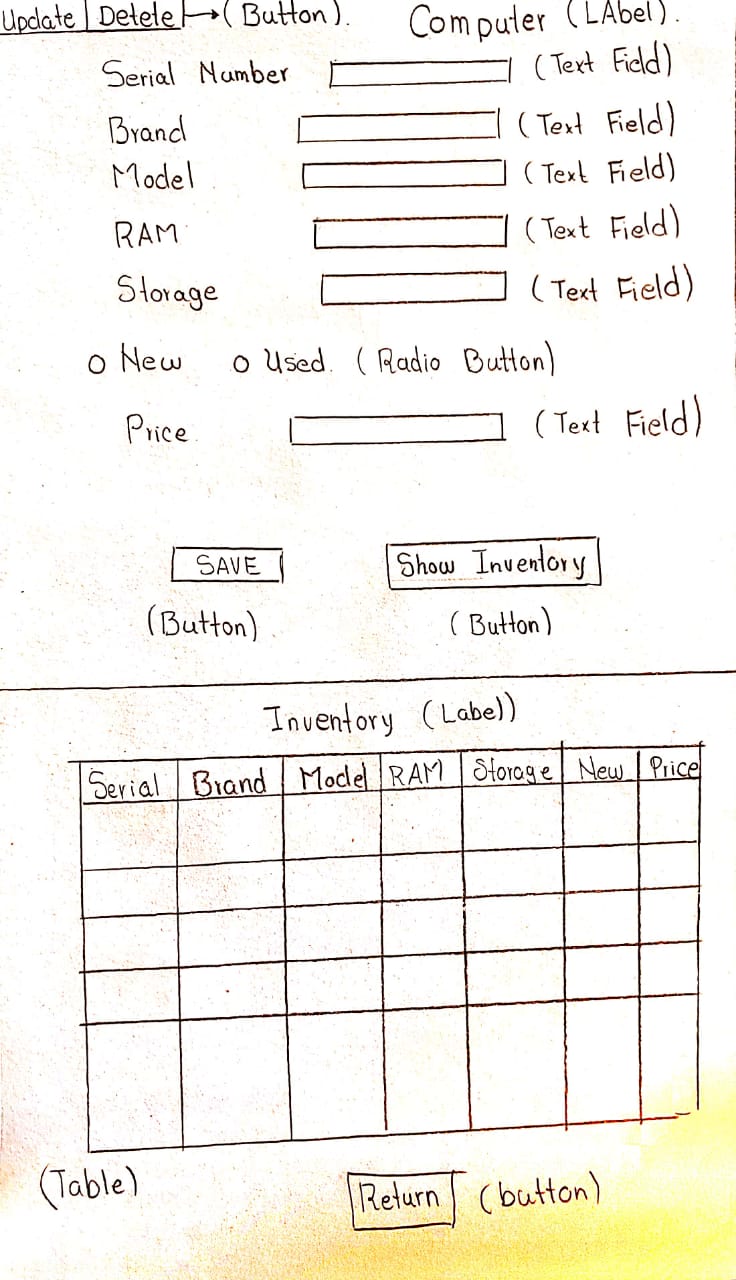 Update Detele (Button). Computer (LAbel).
Serial Number (Text Field)
Brand (Text Field)
Model (Text Field)
RAM (Text Field)
Storage (Text Field)
New Used. (Radio Button)
Price (Text Field)
SAVE Show Inventory
(Button) (Button)
Inventory (Label)
Serial Brand Model RAM Storage New Price
(Table)
Return (button)